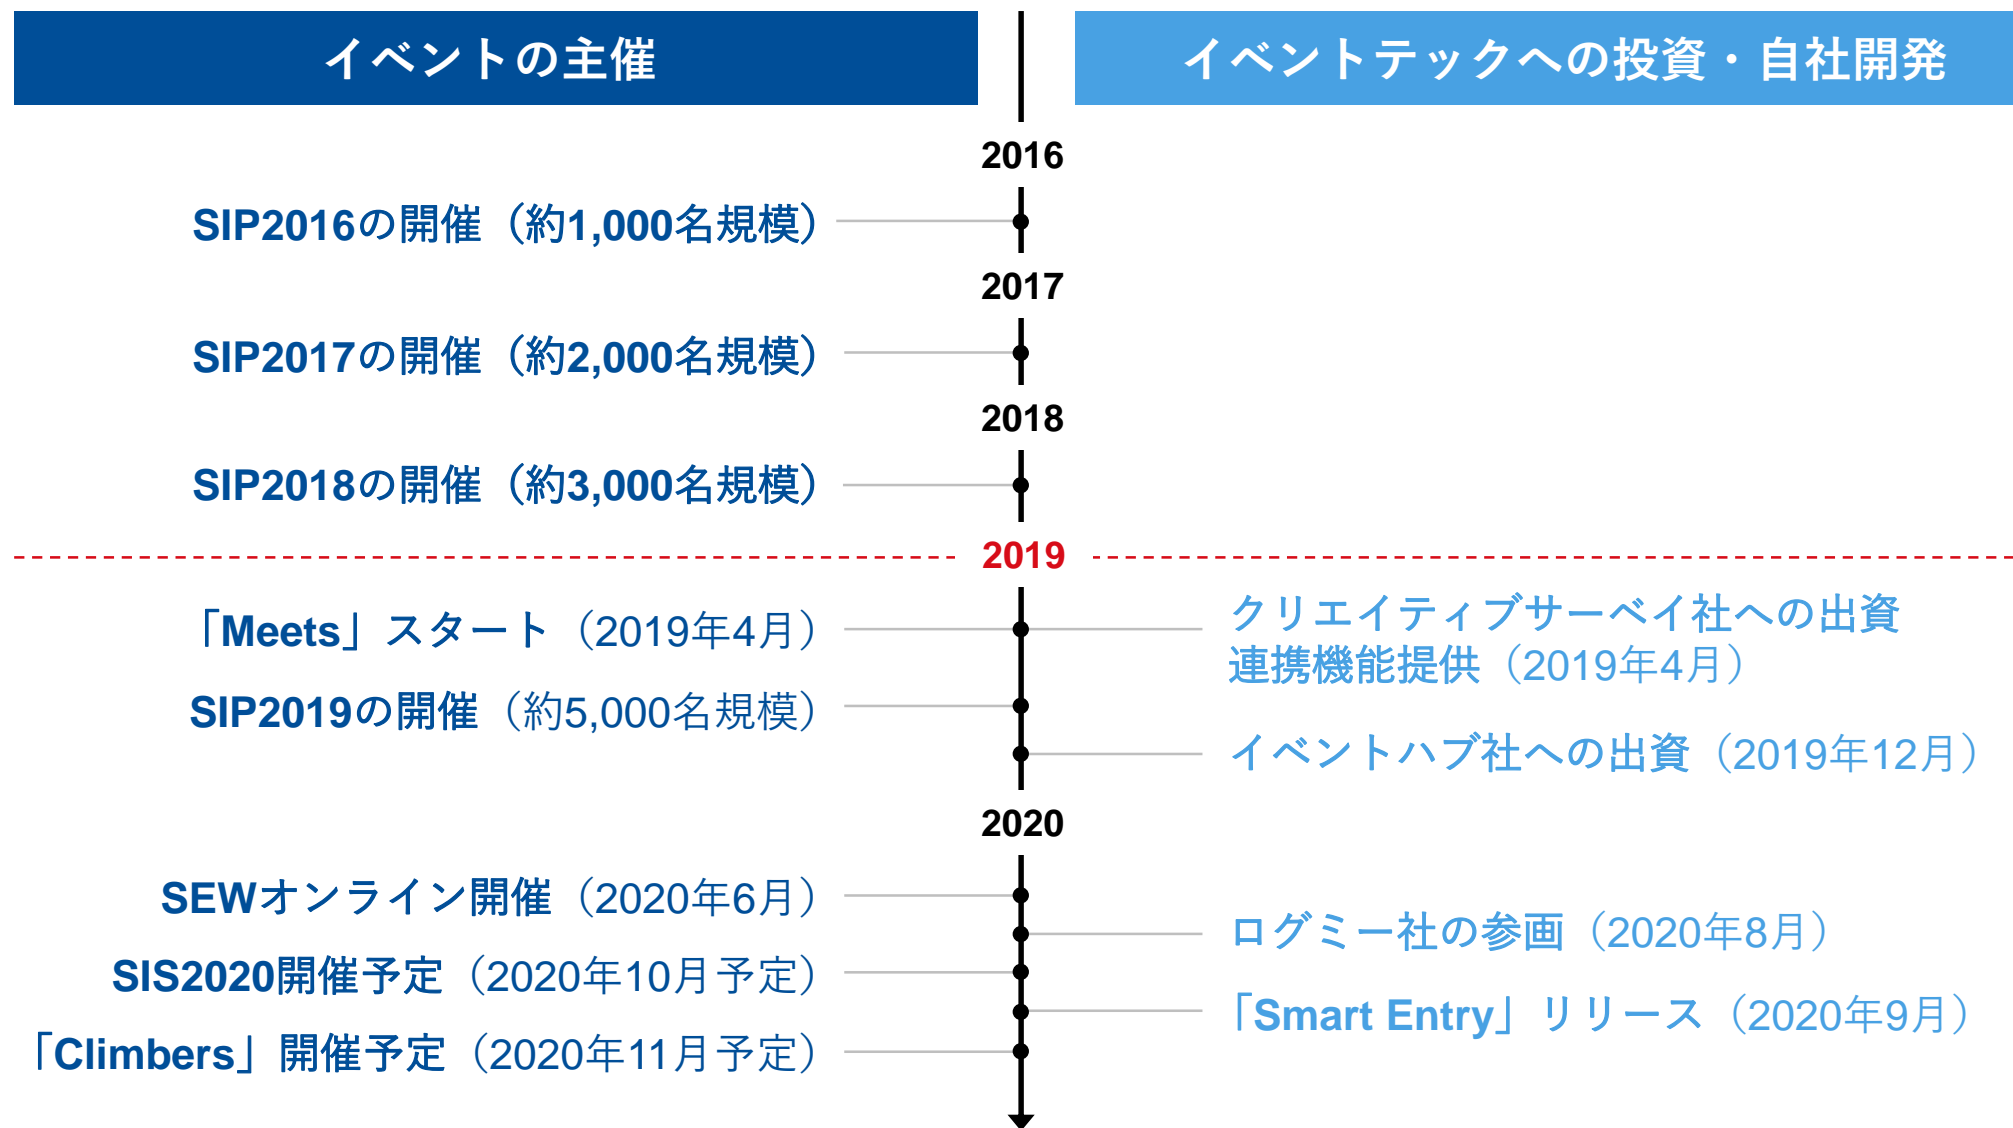 イベントの主催
イベントテックへの投資・自社開発
2016
SIP2016の開催（約1,000名規模）
2017
SIP2017の開催（約2,000名規模）
2018
SIP2018の開催（約3,000名規模）
2019
「Meets」スタート（2019年4月）
クリエイティブサーベイ社への出資
連携機能提供（2019年4月）
SIP2019の開催（約5,000名規模）
イベントハブ社への出資（2019年12月）
2020
SEWオンライン開催（2020年6月）
ログミー社の参画（2020年8月）
SIS2020開催予定（2020年10月予定）
「Smart Entry」リリース（2020年9月）
「Climbers」開催予定（2020年11月予定）